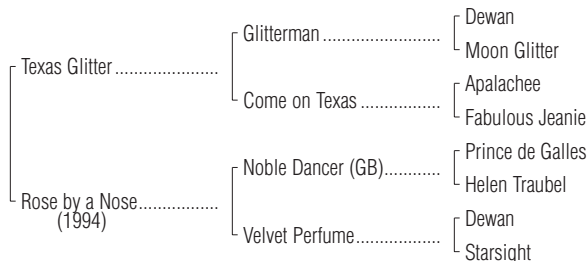 Dewan
Glitterman ........................
Moon Glitter
Texas Glitter .....................
Apalachee
Come on Texas ................
Fabulous Jeanie
Prince de Galles
Noble Dancer (GB)...........
Helen Traubel
Rose by a Nose................
(1994)
Dewan
Velvet Perfume.................
Starsight